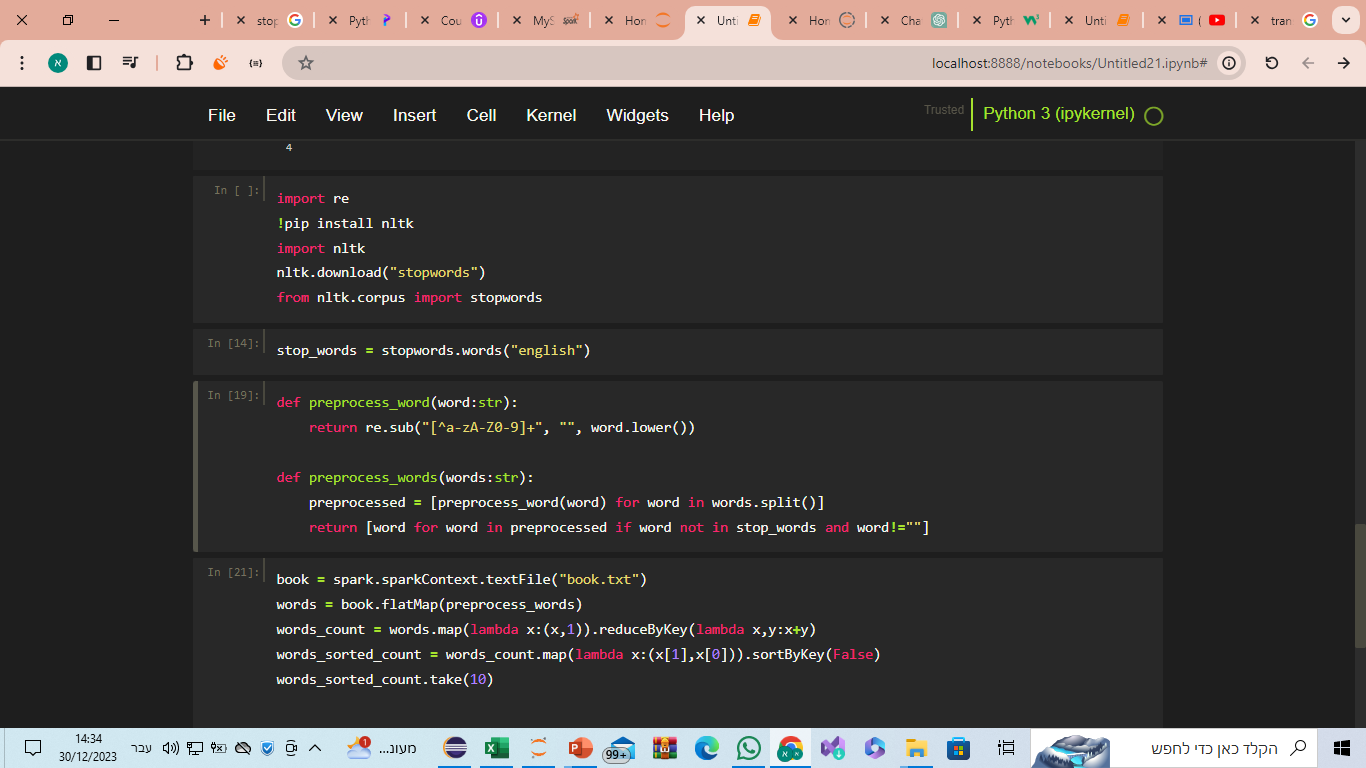 stop
Pyth
Cou
MyS
Hon
Unti
Hon
Cha
Pyth
Unti
(
tran
א
localhost:8888/notebooks/Untitled21.ipynb#
File Edit View Insert Cell Kernel Widgets Help
Trusted
Python 3 (ipykernel)
4
In [ ]:
import re
!pip install nltk
import nltk
nltk.download("stopwords")
from nltk.corpus import stopwords
In [14]:
stop_words = stopwords.words("english")
In [19]:
def preprocess_word(word:str):
    return re.sub("[^a-zA-Z0-9]+", "", word.lower())
def preprocess_words(words:str):
    preprocessed = [preprocess_word(word) for word in words.split()]
    return [word for word in preprocessed if word not in stop_words and word!=""]
In [21]:
book = spark.sparkContext.textFile("book.txt")
words = book.flatMap(preprocess_words)
words_count = words.map(lambda x:(x,1)).reduceByKey(lambda x,y:x+y)
words_sorted_count = words_count.map(lambda x:(x[1],x[0])).sortByKey(False)
words_sorted_count.take(10)
14:34
30/12/2023
עבר
1
מעונ...
99+
הקלד כאן כדי לחפש